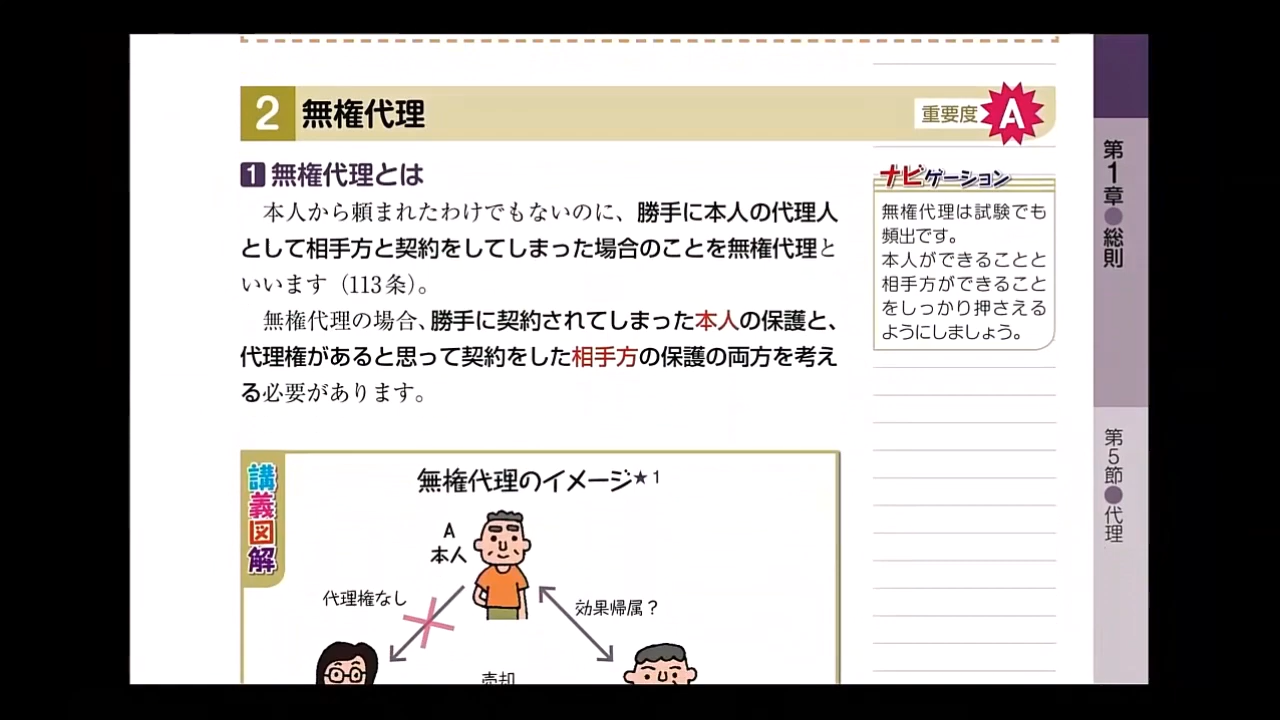 2 無権代理
重要度 A
1 無権代理とは
本人から頼まれたわけでもないのに、勝手に本人の代理人
として相手方と契約をしてしまった場合のことを無権代理と
いいます（113条）。
無権代理の場合、勝手に契約されてしまった本人の保護と、
代理権があると思って契約をした相手方の保護の両方を考え
る必要があります。
ナビゲーション
無権代理は試験でも
頻出です。
本人ができることと
相手方ができること
をしっかり押さえる
ようにしましょう。
第1章●総則
第5節●代理
講義図解
無権代理のイメージ★1
A
本人
代理権なし
効果帰属？
売却